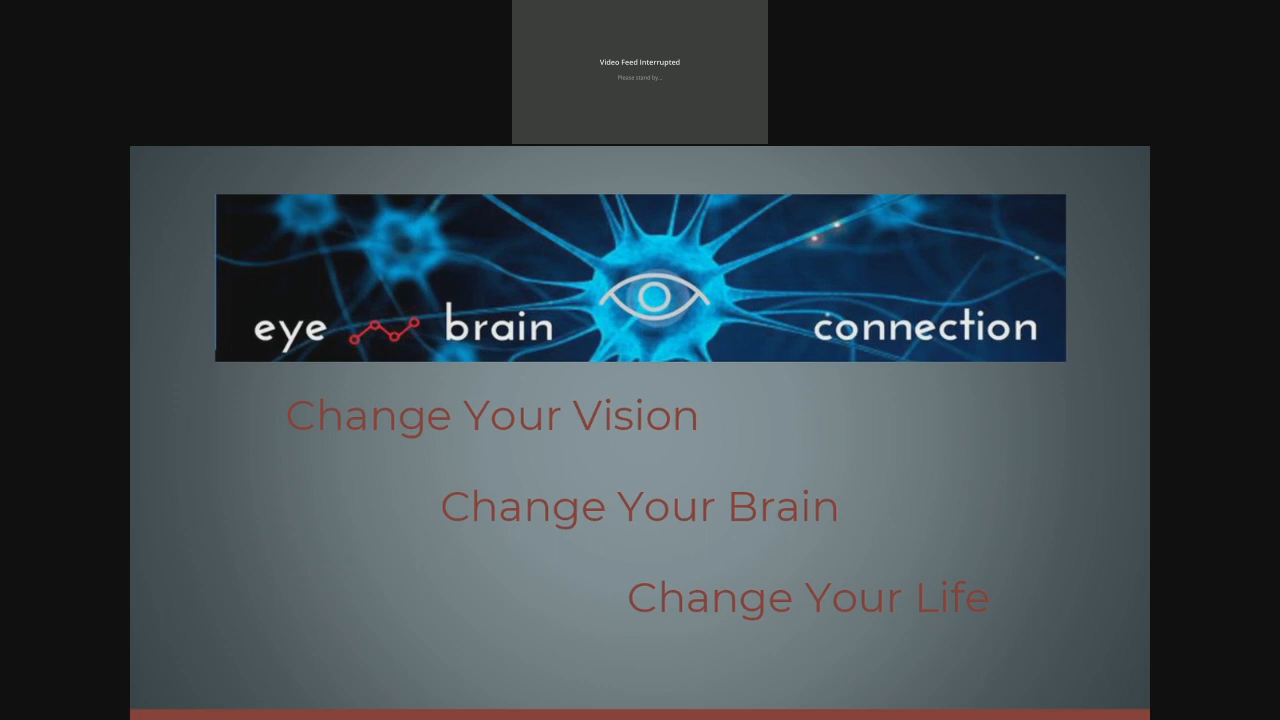 Video Feed Interrupted
Please stand by...
eye brain connection
Change Your Vision
Change Your Brain
Change Your Life